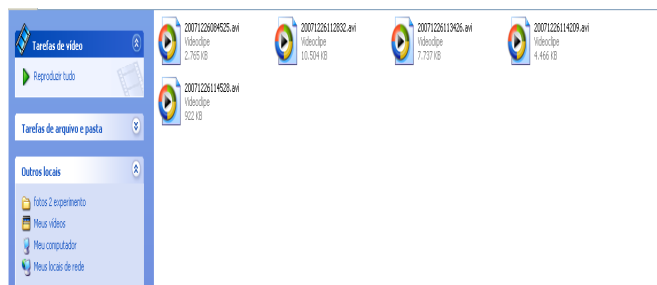 Tarefas de vídeo
Reproduzir tudo
Tarefas de arquivo e pasta
Outros locais
fotos 2 experimento
Meus vídeos
Meu computador
Meus locais de rede
20071226084525.avi
Videoclipe
2.765 KB
20071226112832.avi
Videoclipe
10.504 KB
20071226113426.avi
Videoclipe
7.737 KB
20071226114209.avi
Videoclipe
4.466 KB
20071226114528.avi
Videoclipe
922 KB